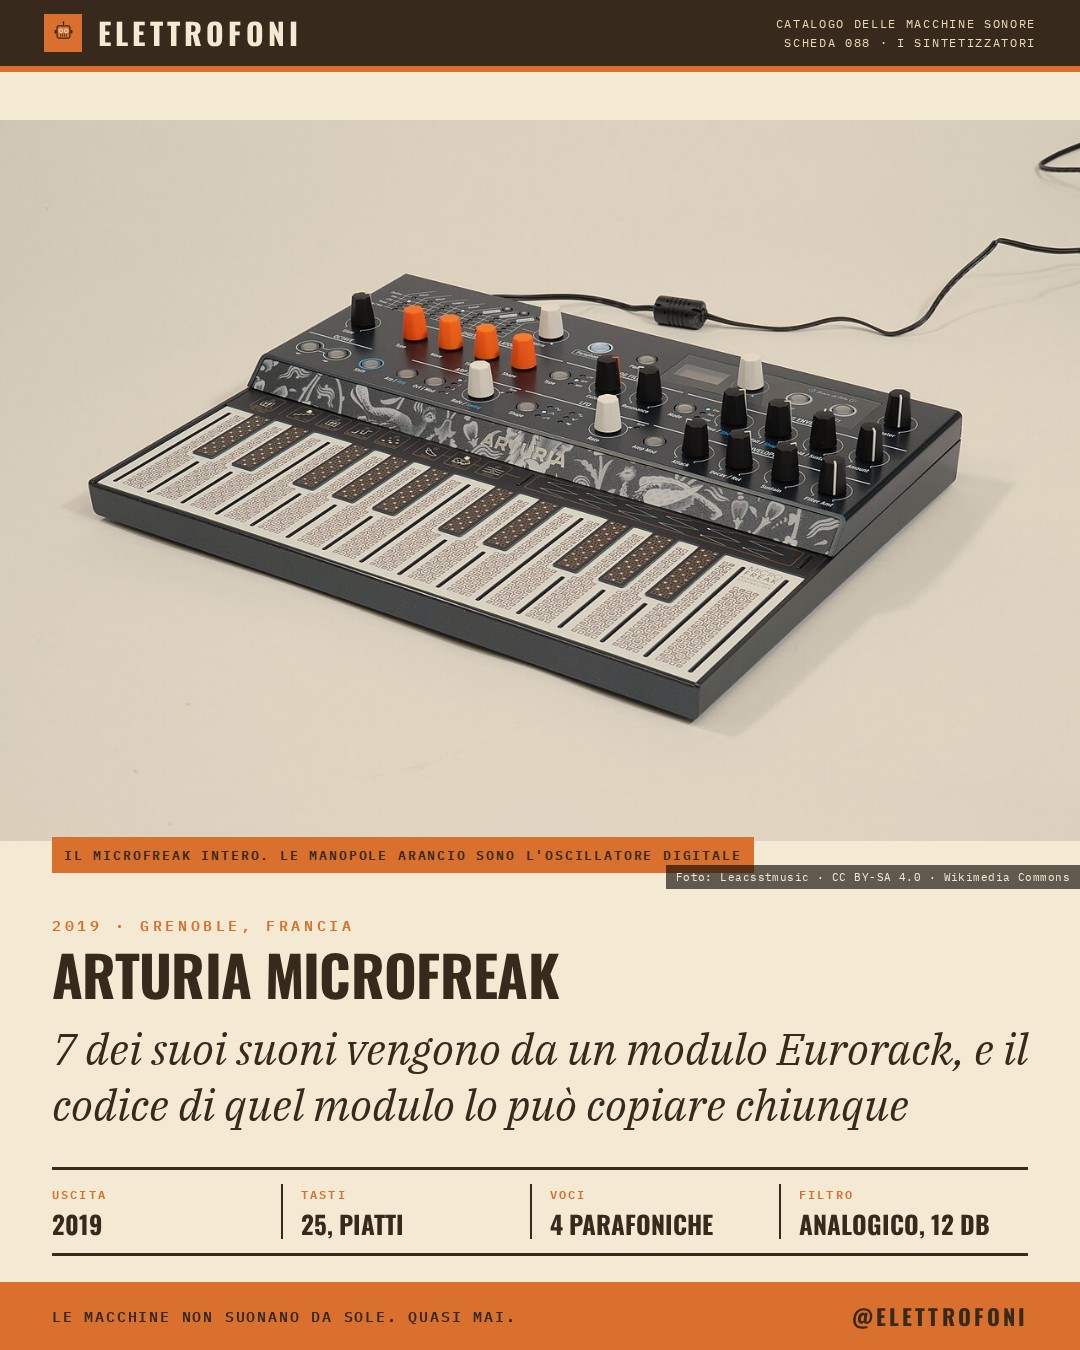 ELETTROFONI
CATALOGO DELLE MACCHINE SONORE
SCHEDA 088 · I SINTETIZZATORI
ARTURIA
IL MICROFREAK INTERO. LE MANOPOLE ARANCIO SONO L'OSCILLATORE DIGITALE
Foto: Leacsstmusic · CC BY-SA 4.0 · Wikimedia Commons
2019 · GRENOBLE, FRANCIA
ARTURIA MICROFREAK
7 dei suoi suoni vengono da un modulo Eurorack, e il
codice di quel modulo lo può copiare chiunque
USCITA
2019
TASTI
25, PIATTI
VOCI
4 PARAFONICHE
FILTRO
ANALOGICO, 12 DB
LE MACCHINE NON SUONANO DA SOLE. QUASI MAI.
@ELETTROFONI